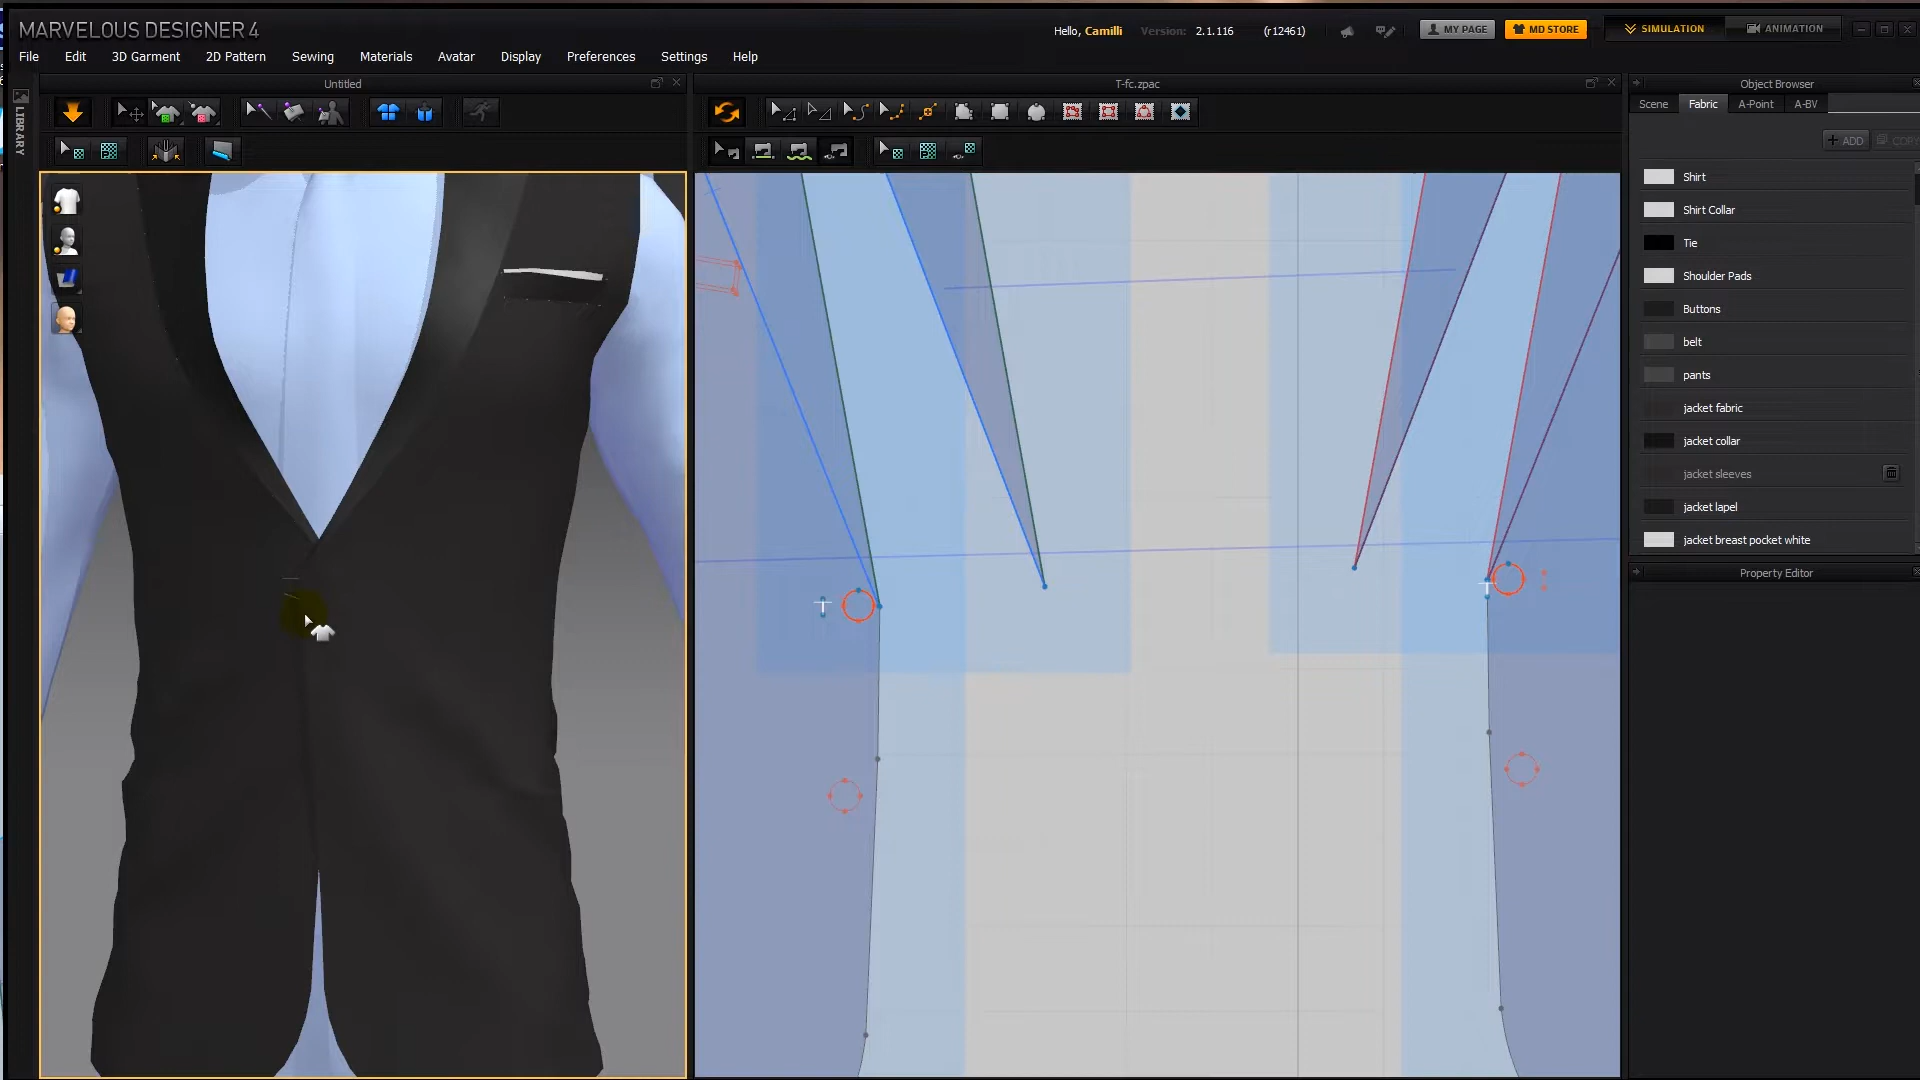 MARVELOUS DESIGNER 4
Hello, Camilli
Version: 2.1.116 (r12461)
MY PAGE
MD STORE
SIMULATION
ANIMATION
File Edit 3D Garment 2D Pattern Sewing Materials Avatar Display Preferences Settings Help
LIBRARY
Untitled
T-fc.zpac
Object Browser
Scene Fabric A-Point A-BV
+ ADD
Shirt
Shirt Collar
Tie
Shoulder Pads
Buttons
belt
pants
jacket fabric
jacket collar
jacket sleeves
jacket lapel
jacket breast pocket white
Property Editor